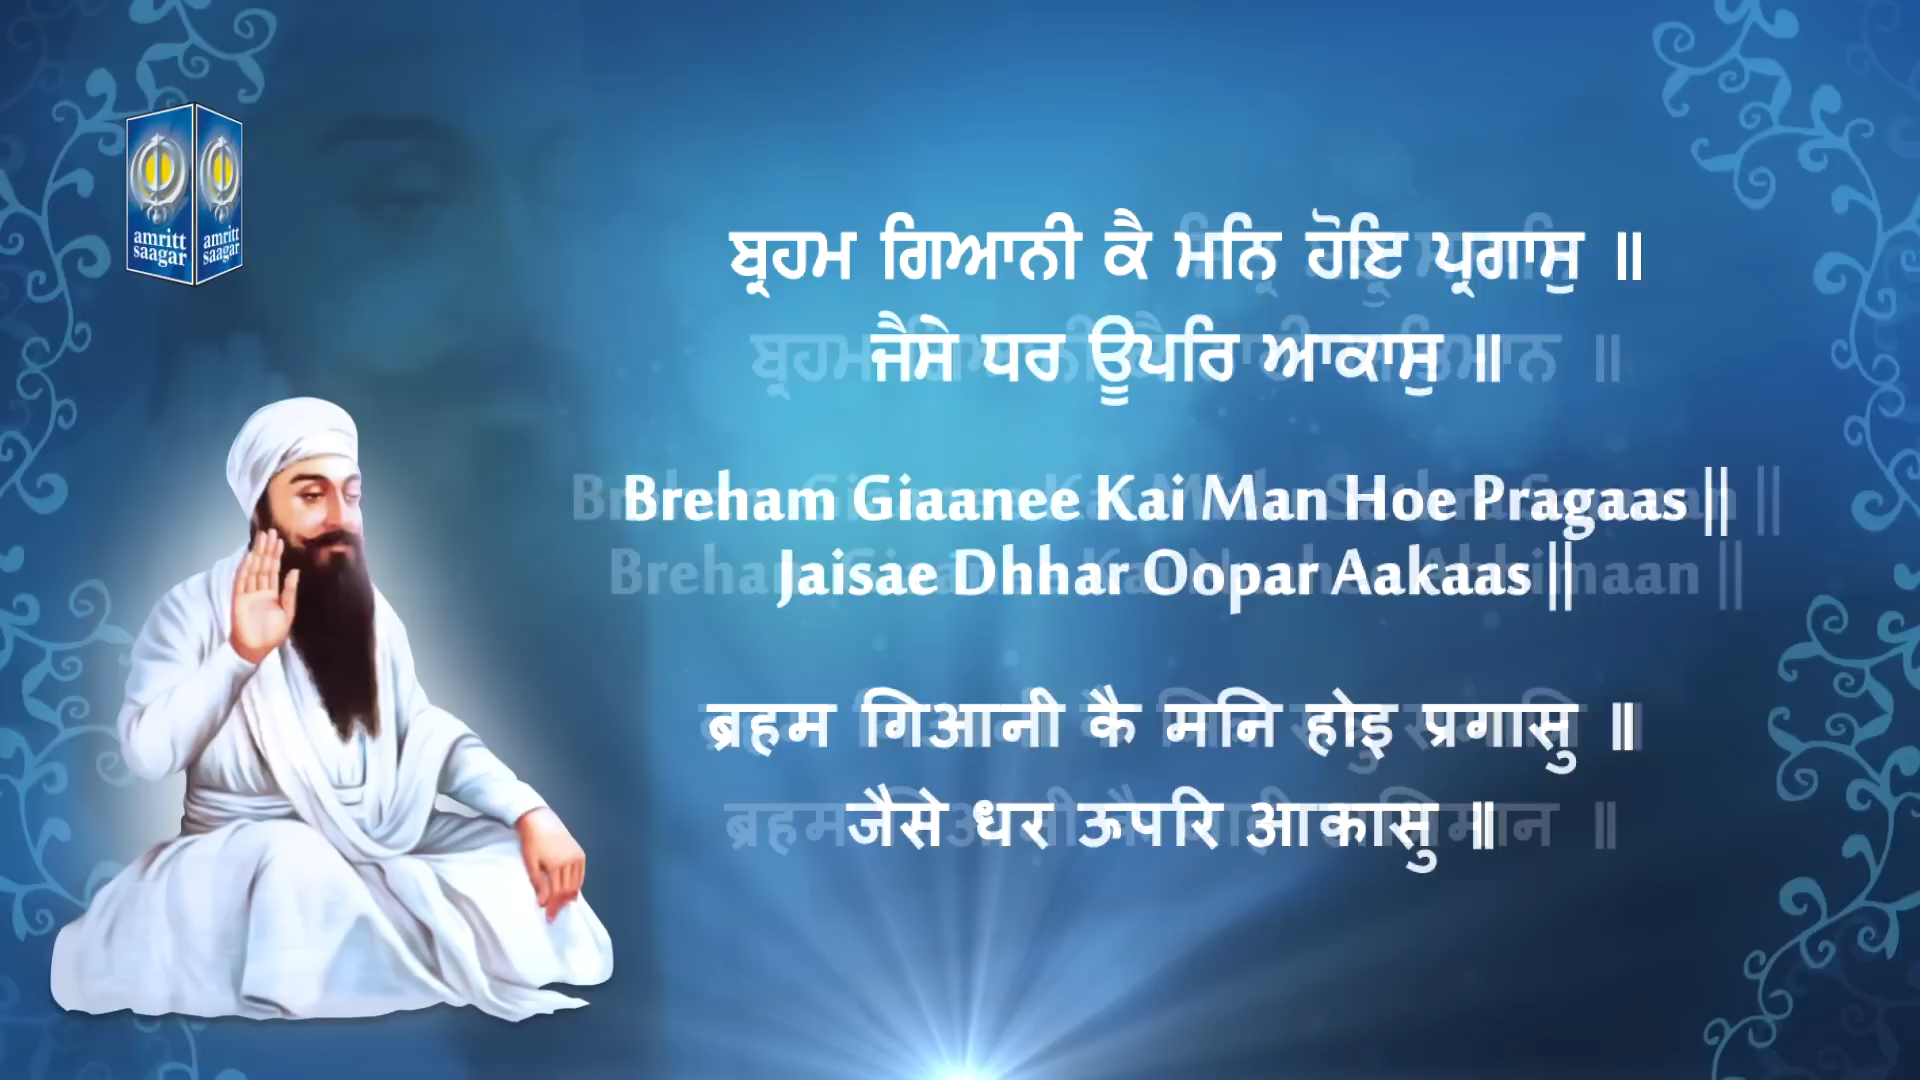 amritt
saagar
amritt
saagar
ਬ੍ਰਹਮ ਗਿਆਨੀ ਕੈ ਮਨਿ ਹੋਇ ਪ੍ਰਗਾਸੁ ॥
ਜੈਸੇ ਧਰ ਊਪਰਿ ਆਕਾਸੁ ॥
Breham Giaanee Kai Man Hoe Pragaas ||
Jaisae Dhhar Oopar Aakaas ||
ब्रहम गिआनी कै मनि होइ प्रगासु ॥
जैसे धर ऊपरि आकासु ॥